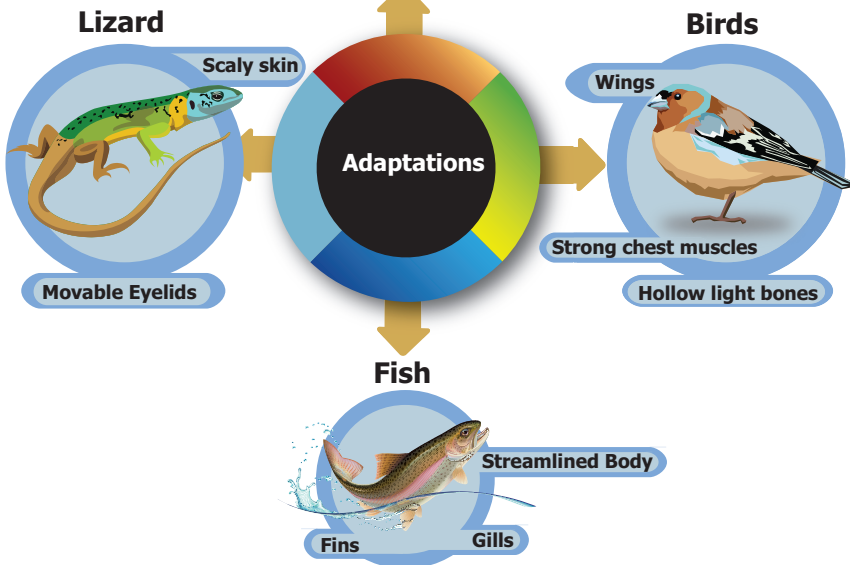 Lizard
Birds
Scaly skin
Wings
Adaptations
Strong chest muscles
Movable Eyelids
Hollow light bones
Fish
Streamlined Body
Fins
Gills